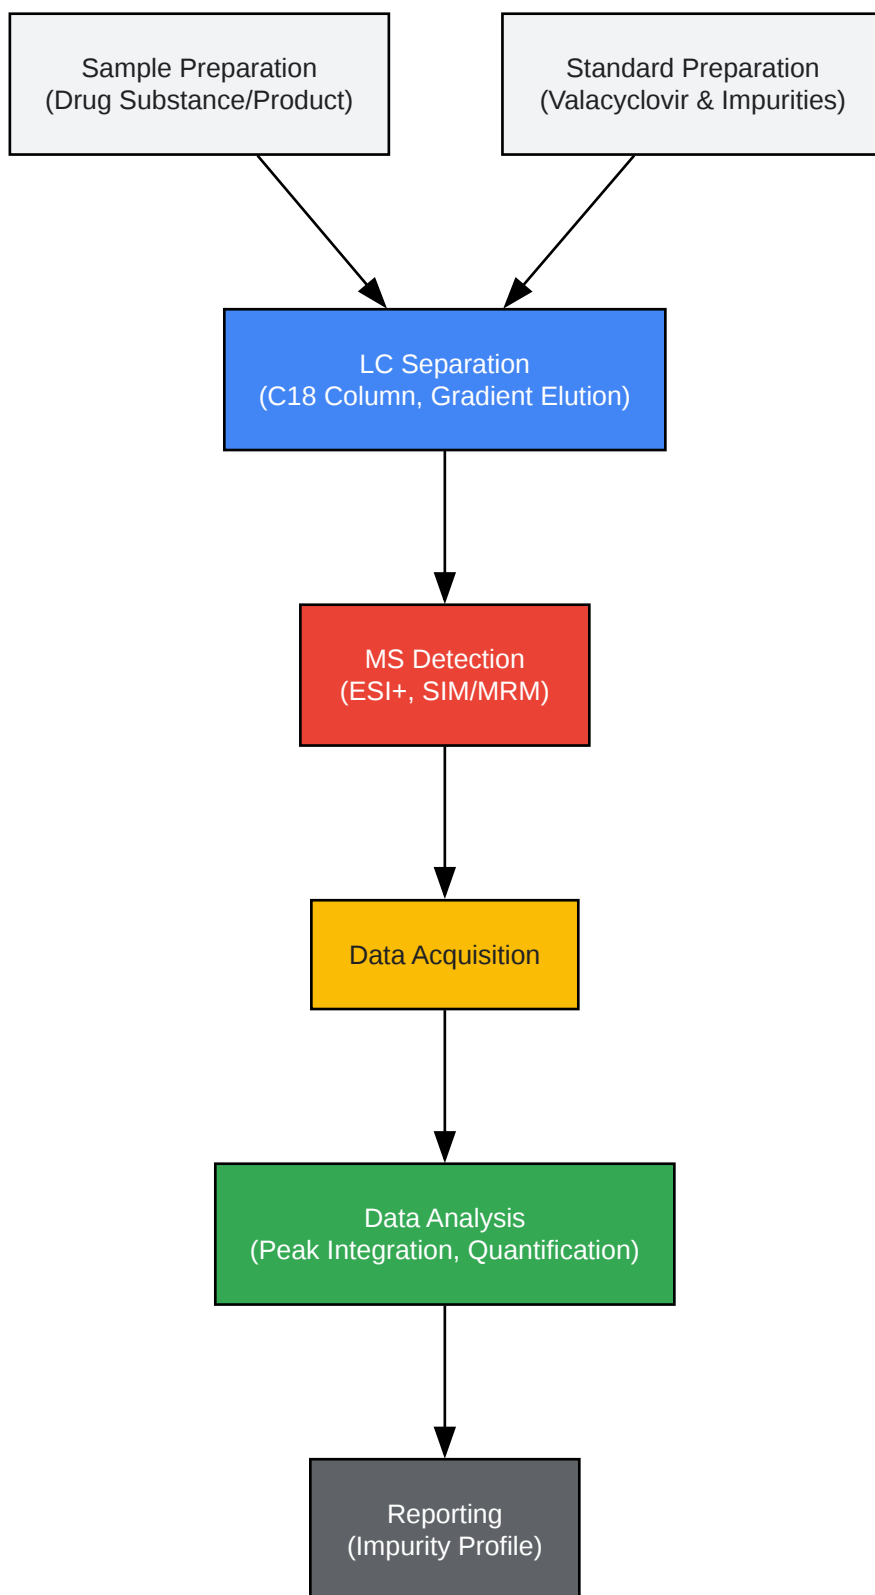 Sample Preparation
(Drug Substance/Product)
Standard Preparation
(Valacyclovir & Impurities)
LC Separation
(C18 Column, Gradient Elution)
MS Detection
(ESI+, SIM/MRM)
Data Acquisition
Data Analysis
(Peak Integration, Quantification)
Reporting
(Impurity Profile)